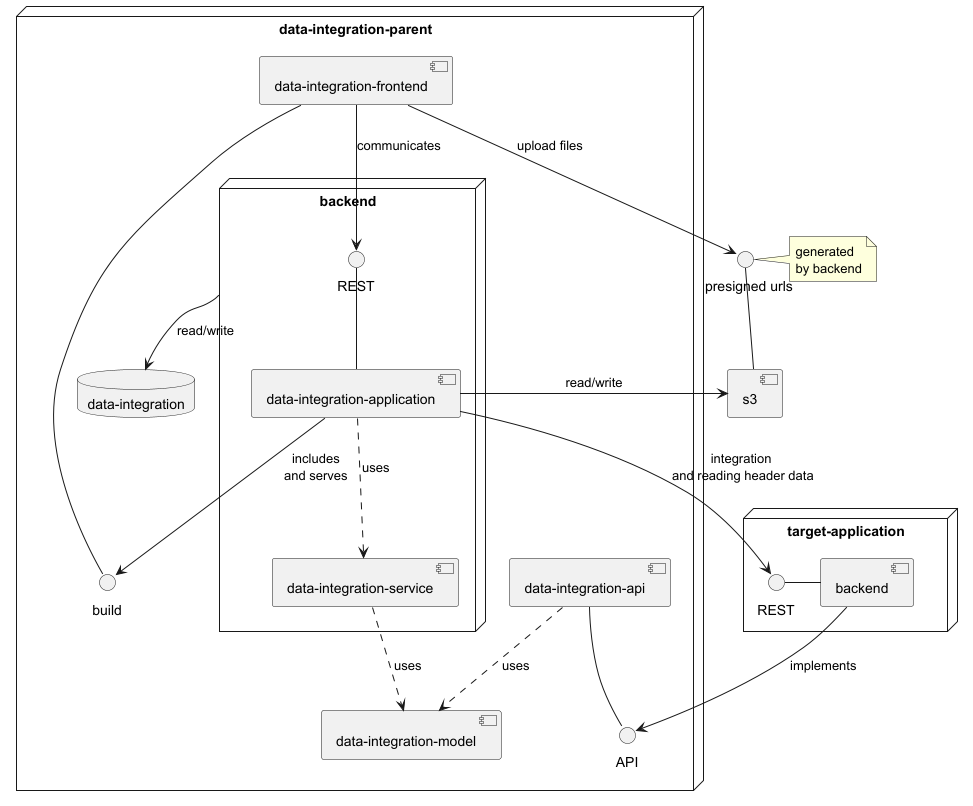 data-integration-parent
data-integration-frontend
communicates
upload files
backend
generated
by backend
REST
presigned urls
read/write
data-integration
data-integration-application
read/write
s3
includes
and serves
uses
integration
and reading header data
target-application
data-integration-service
data-integration-api
backend
build
REST
uses
uses
implements
data-integration-model
API